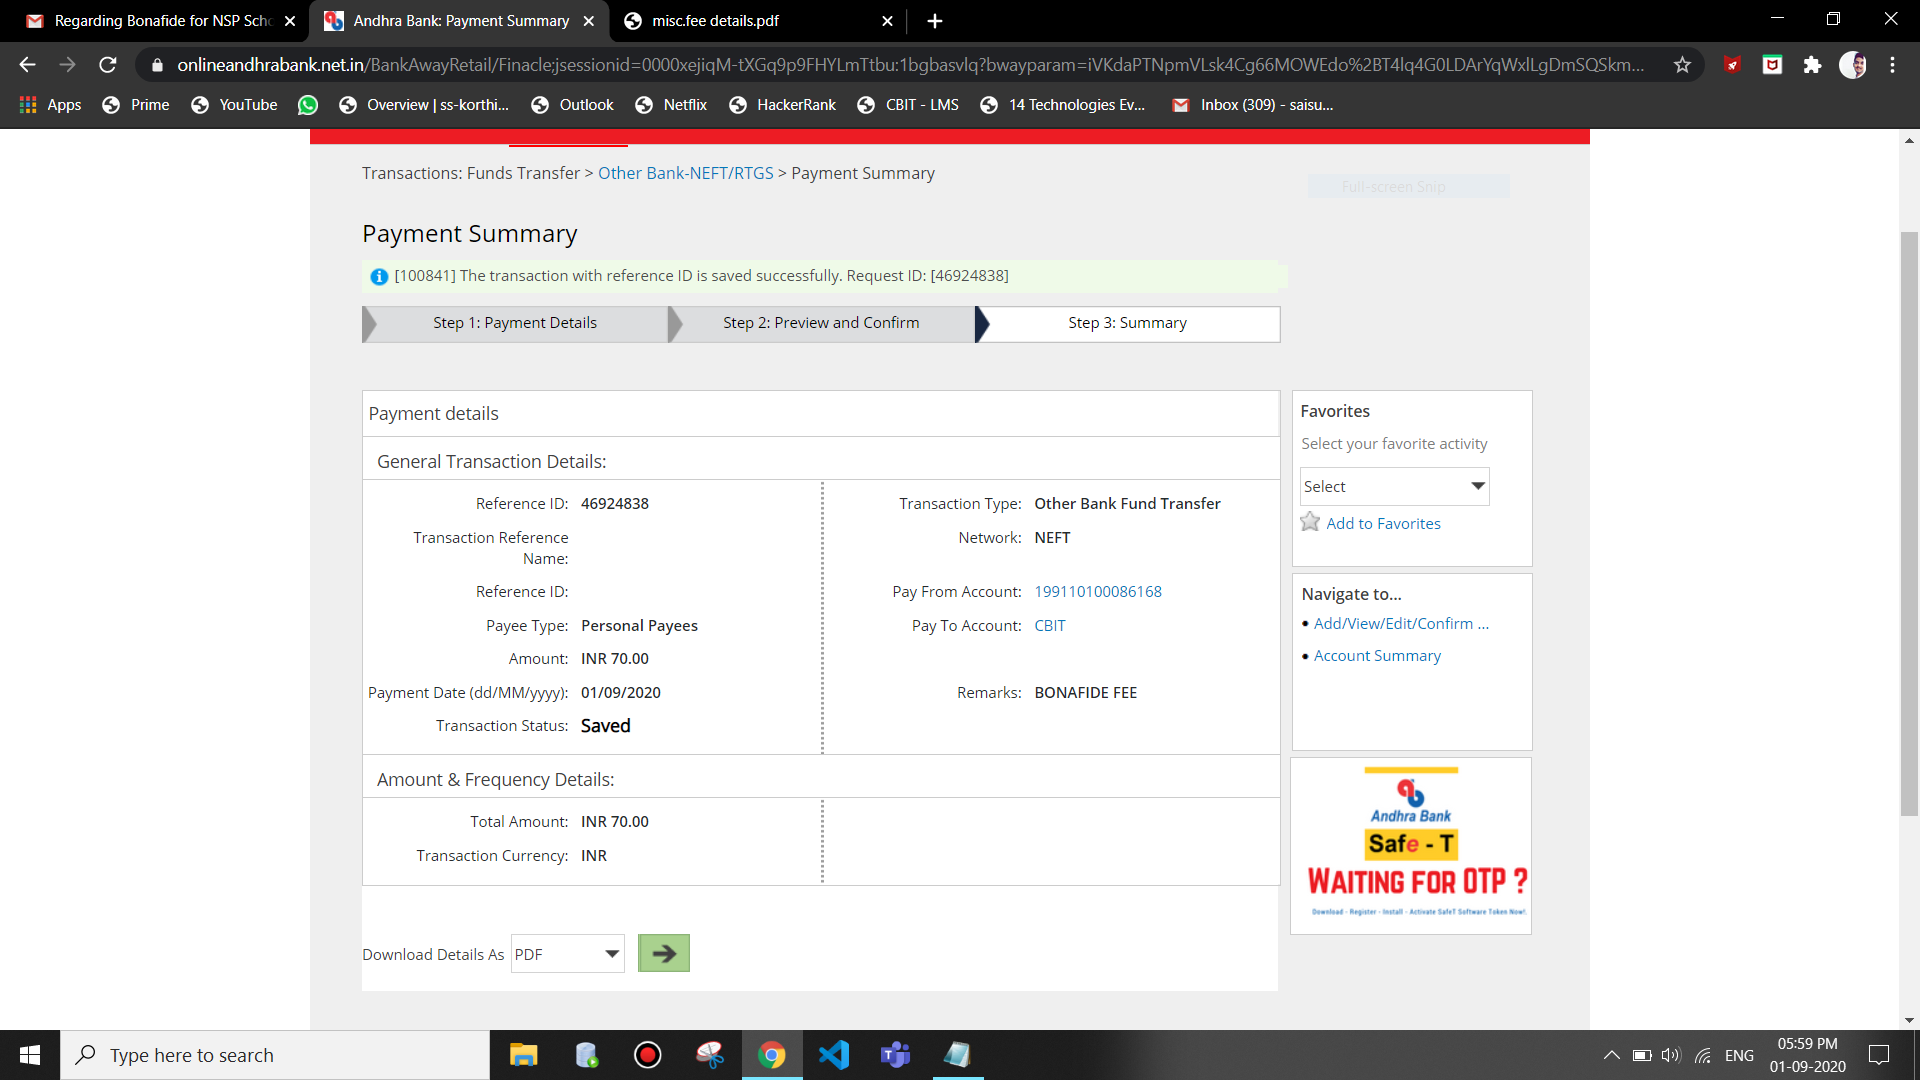 Regarding Bonafide for NSP Scho
Andhra Bank: Payment Summary
misc.fee details.pdf
onlineandhrabank.net.in/BankAwayRetail/Finacle;jsessionid=0000xejiqM-tXGq9p9FHYLmTtbu:1bgbasvlq?bwayparam=iVKdaPTNpmVLsk4Cg66MOWEdo%2BT4lq4G0LDArYqWxlLgDmSQSkm...
Apps
Prime
YouTube
Overview | ss-korthi...
Outlook
Netflix
HackerRank
CBIT - LMS
14 Technologies Ev...
Inbox (309) - saisu...
Transactions: Funds Transfer > Other Bank-NEFT/RTGS > Payment Summary
Full-screen Snip
Payment Summary
[100841] The transaction with reference ID is saved successfully. Request ID: [46924838]
Step 1: Payment Details
Step 2: Preview and Confirm
Step 3: Summary
Payment details
General Transaction Details:
Reference ID: 46924838
Transaction Type: Other Bank Fund Transfer
Transaction Reference
Name:
Network: NEFT
Reference ID:
Pay From Account: 199110100086168
Payee Type: Personal Payees
Pay To Account: CBIT
Amount: INR 70.00
Payment Date (dd/MM/yyyy): 01/09/2020
Remarks: BONAFIDE FEE
Transaction Status: Saved
Amount & Frequency Details:
Total Amount: INR 70.00
Transaction Currency: INR
Download Details As PDF
Favorites
Select your favorite activity
Select
Add to Favorites
Navigate to...
Add/View/Edit/Confirm ...
Account Summary
Andhra Bank
Safe - T
WAITING FOR OTP ?
Download - Register - Install - Activate SafeT Software Token Now!.
Type here to search
ENG
05:59 PM
01-09-2020